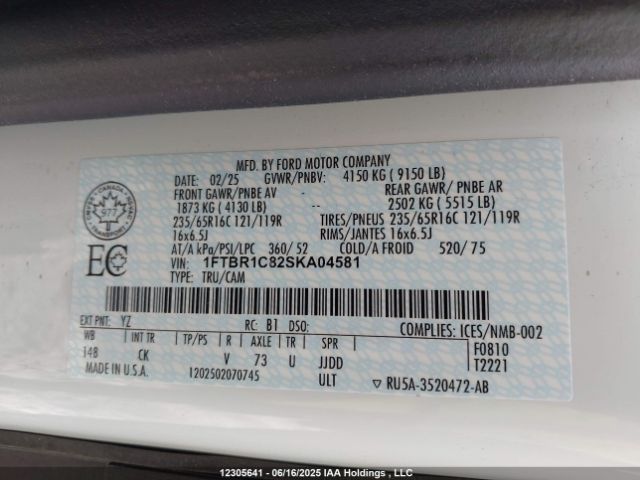 MFD. BY FORD MOTOR COMPANY
DATE: 02/25 GVWR/PNBV: 4150 KG ( 9150 LB)
FRONT GAWR/PNBE AV REAR GAWR/ PNBE AR
1873 KG ( 4130 LB) -- 2502 KG ( 5515 LB)
235/65R16C 121/119R TIRES/PNEUS 235/65R16C 121/119R
16x6.5J RIMS/JANTES 16x6.5J
AT/A kPa/PSI/LPC 360/ 52 COLD/A FROID 520/ 75
VIN: 1FTBR1C82SKA04581
TYPE: TRU/CAM
CANADA
977
EC
EXT PNT: YZ RC: B1 DSO: COMPLIES: ICES/NMB-002
WB INT TR TP/PS R AXLE TR SPR F0810
148 CK V 73 U JJDD T2221
MADE IN U.S.A. 1202502070745 ULT ▽ RU5A-3520472-AB
12305641 - 06/16/2025 IAA Holdings , LLC